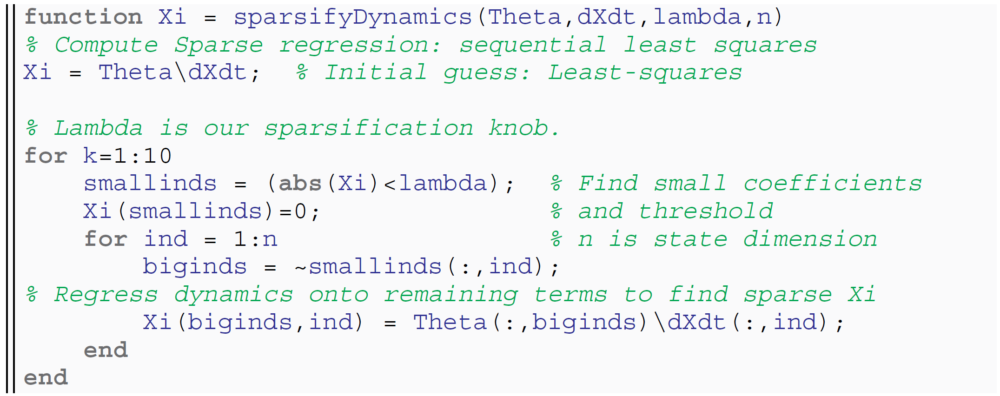 function Xi = sparsifyDynamics(Theta,dXdt,lambda,n)
% Compute Sparse regression: sequential least squares
Xi = Theta\dXdt;  % Initial guess: Least-squares
% Lambda is our sparsification knob.
for k=1:10
    smallinds = (abs(Xi)<lambda);  % Find small coefficients
    Xi(smallinds)=0;               % and threshold
    for ind = 1:n                  % n is state dimension
        biginds = ~smallinds(:,ind);
% Regress dynamics onto remaining terms to find sparse Xi
        Xi(biginds,ind) = Theta(:,biginds)\dXdt(:,ind);
    end
end